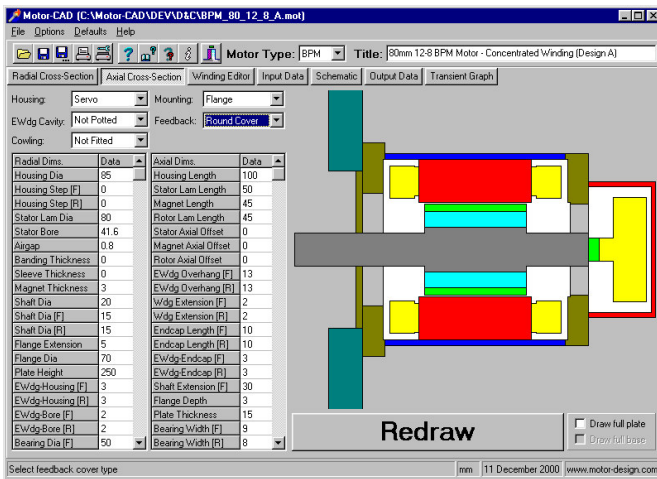 Motor-CAD (C:\Motor-CAD\DEV\D&C\BPM_80_12_8_A.mot)
File Options Defaults Help
Motor Type: BPM Title: 80mm 12-8 BPM Motor - Concentrated Winding (Design A)
Radial Cross-Section Axial Cross-Section Winding Editor Input Data Schematic Output Data Transient Graph
Housing: Servo Mounting: Flange
EWdg Cavity: Not Potted Feedback: Round Cover
Cowling: Not Fitted
Radial Dims. Data Axial Dims. Data
Housing Dia 85 Housing Length 100
Housing Step [F] 0 Stator Lam Length 50
Housing Step [R] 0 Magnet Length 45
Stator Lam Dia 80 Rotor Lam Length 45
Stator Bore 41.6 Stator Axial Offset 0
Airgap 0.8 Magnet Axial Offset 0
Banding Thickness 0 Rotor Axial Offset 0
Sleeve Thickness 0 EWdg Overhang [F] 13
Magnet Thickness 3 EWdg Overhang [R] 13
Shaft Dia 20 Wdg Extension [F] 2
Shaft Dia [F] 15 Wdg Extension [R] 2
Shaft Dia [R] 15 Endcap Length [F] 10
Flange Extension 5 Endcap Length [R] 10
Flange Dia 70 EWdg-Endcap [F] 3
Plate Height 250 EWdg-Endcap [R] 3
EWdg-Housing [F] 3 Shaft Extension [F] 30
EWdg-Housing [R] 3 Flange Depth 3
EWdg-Bore [F] 2 Plate Thickness 15
EWdg-Bore [R] 2 Bearing Width [F] 9
Bearing Dia [F] 50 Bearing Width [R] 8
Redraw
Draw full plate
Draw full base
Select feedback cover type mm 11 December 2000 www.motor-design.com